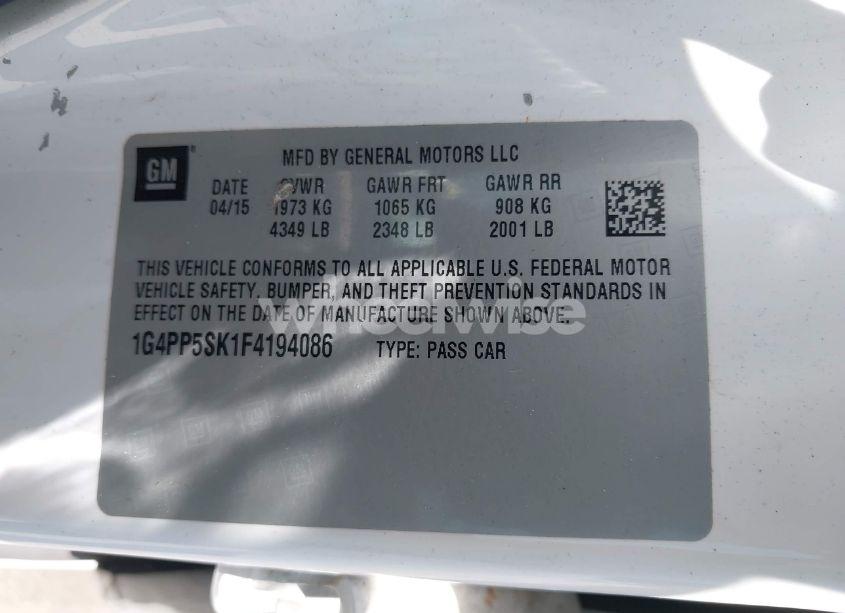 GM
MFD BY GENERAL MOTORS LLC
DATE GVWR GAWR FRT GAWR RR
04/15 1973 KG 1065 KG 908 KG
4349 LB 2348 LB 2001 LB
THIS VEHICLE CONFORMS TO ALL APPLICABLE U.S. FEDERAL MOTOR
VEHICLE SAFETY, BUMPER, AND THEFT PREVENTION STANDARDS IN
EFFECT ON THE DATE OF MANUFACTURE SHOWN ABOVE.
wheelwise
1G4PP5SK1F4194086 TYPE: PASS CAR